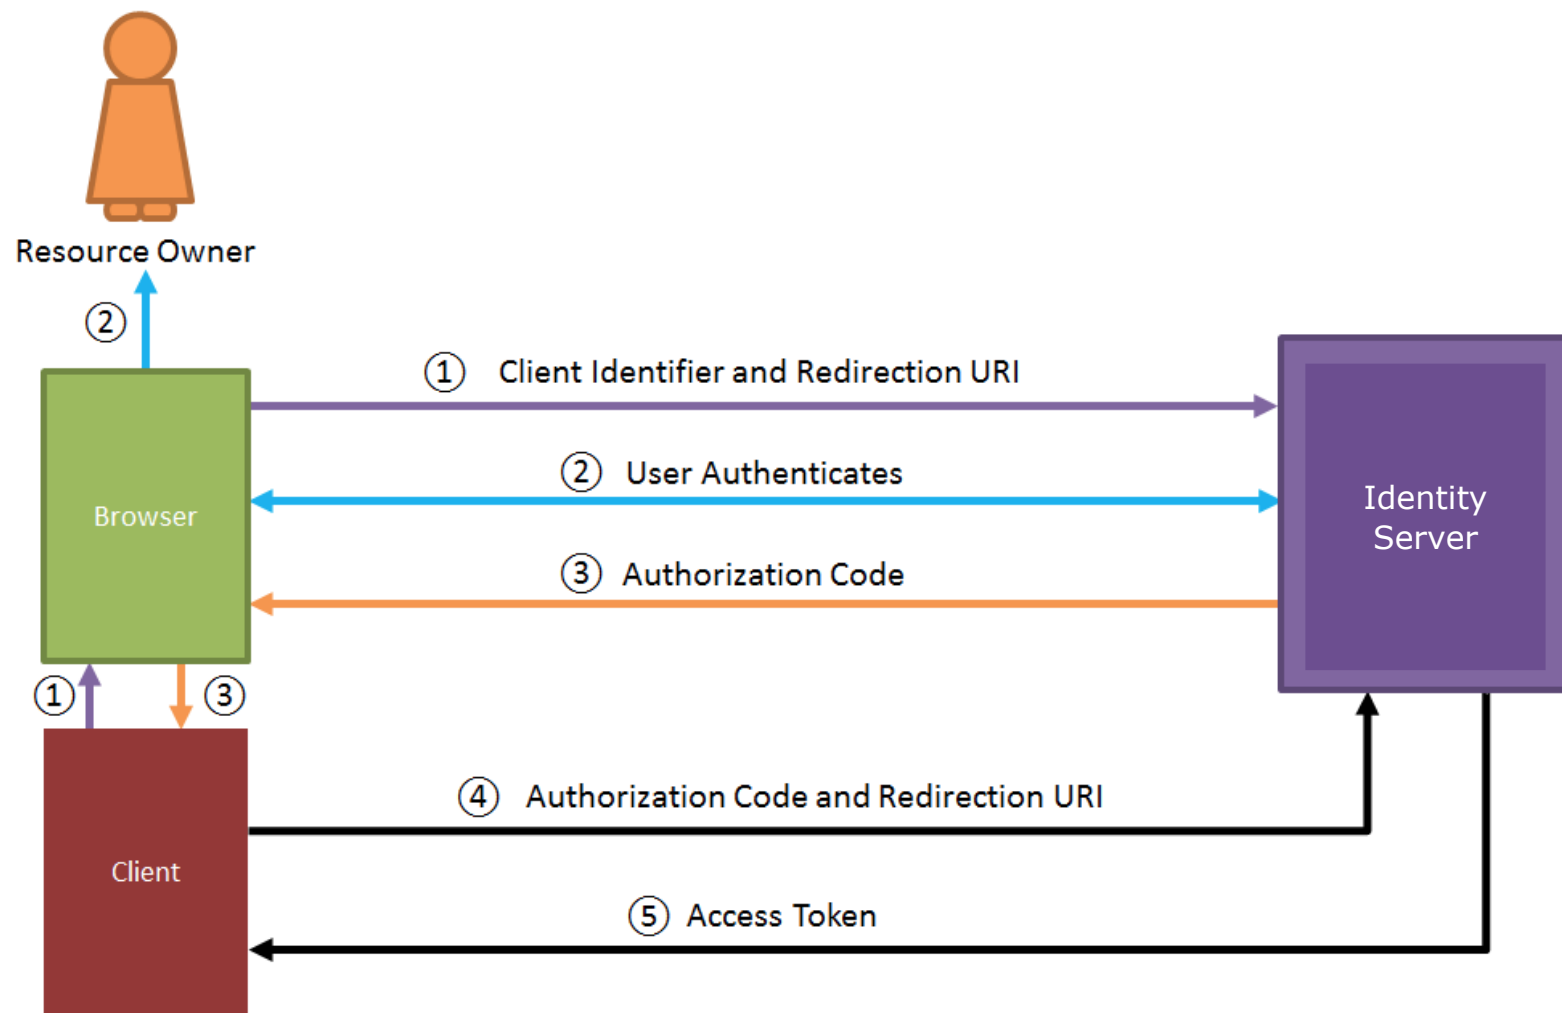 Resource Owner
②
① Client Identifier and Redirection URI
② User Authenticates
Browser
Identity
Server
③ Authorization Code
①
③
④ Authorization Code and Redirection URI
Client
⑤ Access Token